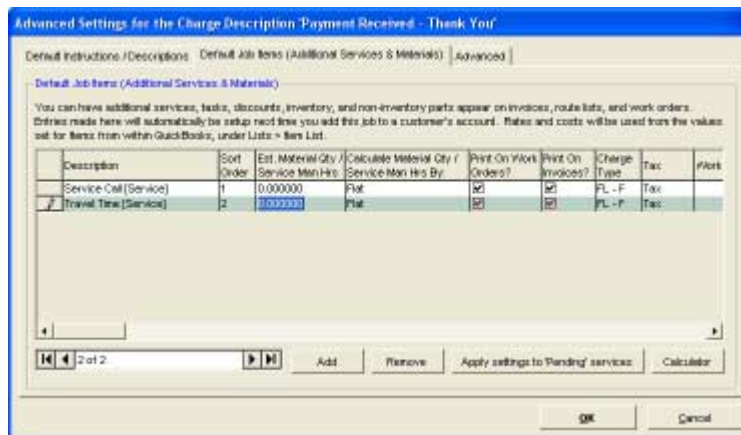 Advanced Settings for the Charge Description 'Payment Received - Thank You'
Default Instructions / Descriptions Default Job Items (Additional Services & Materials) Advanced
Default Job Items (Additional Services & Materials)
You can have additional services, tasks, discounts, inventory, and non-inventory parts appear on invoices, route lists, and work orders.
Entries made here will automatically be setup next time you add this job to a customer's account. Rates and costs will be used from the values
set for items from within QuickBooks, under Lists > Item List.
Description Sort Order Est. Material Qty / Service Man Hrs Calculate Material Qty / Service Man Hrs By: Print On Work Orders? Print On Invoices? Charge Type Tax Work
Service Call (Service) 1 0.000000 Flat FL - F Tax
Travel Time (Service) 2 0.000000 Flat FL - F Tax
2 of 2 Add Remove Apply settings to 'Pending' services Calculator
OK Cancel